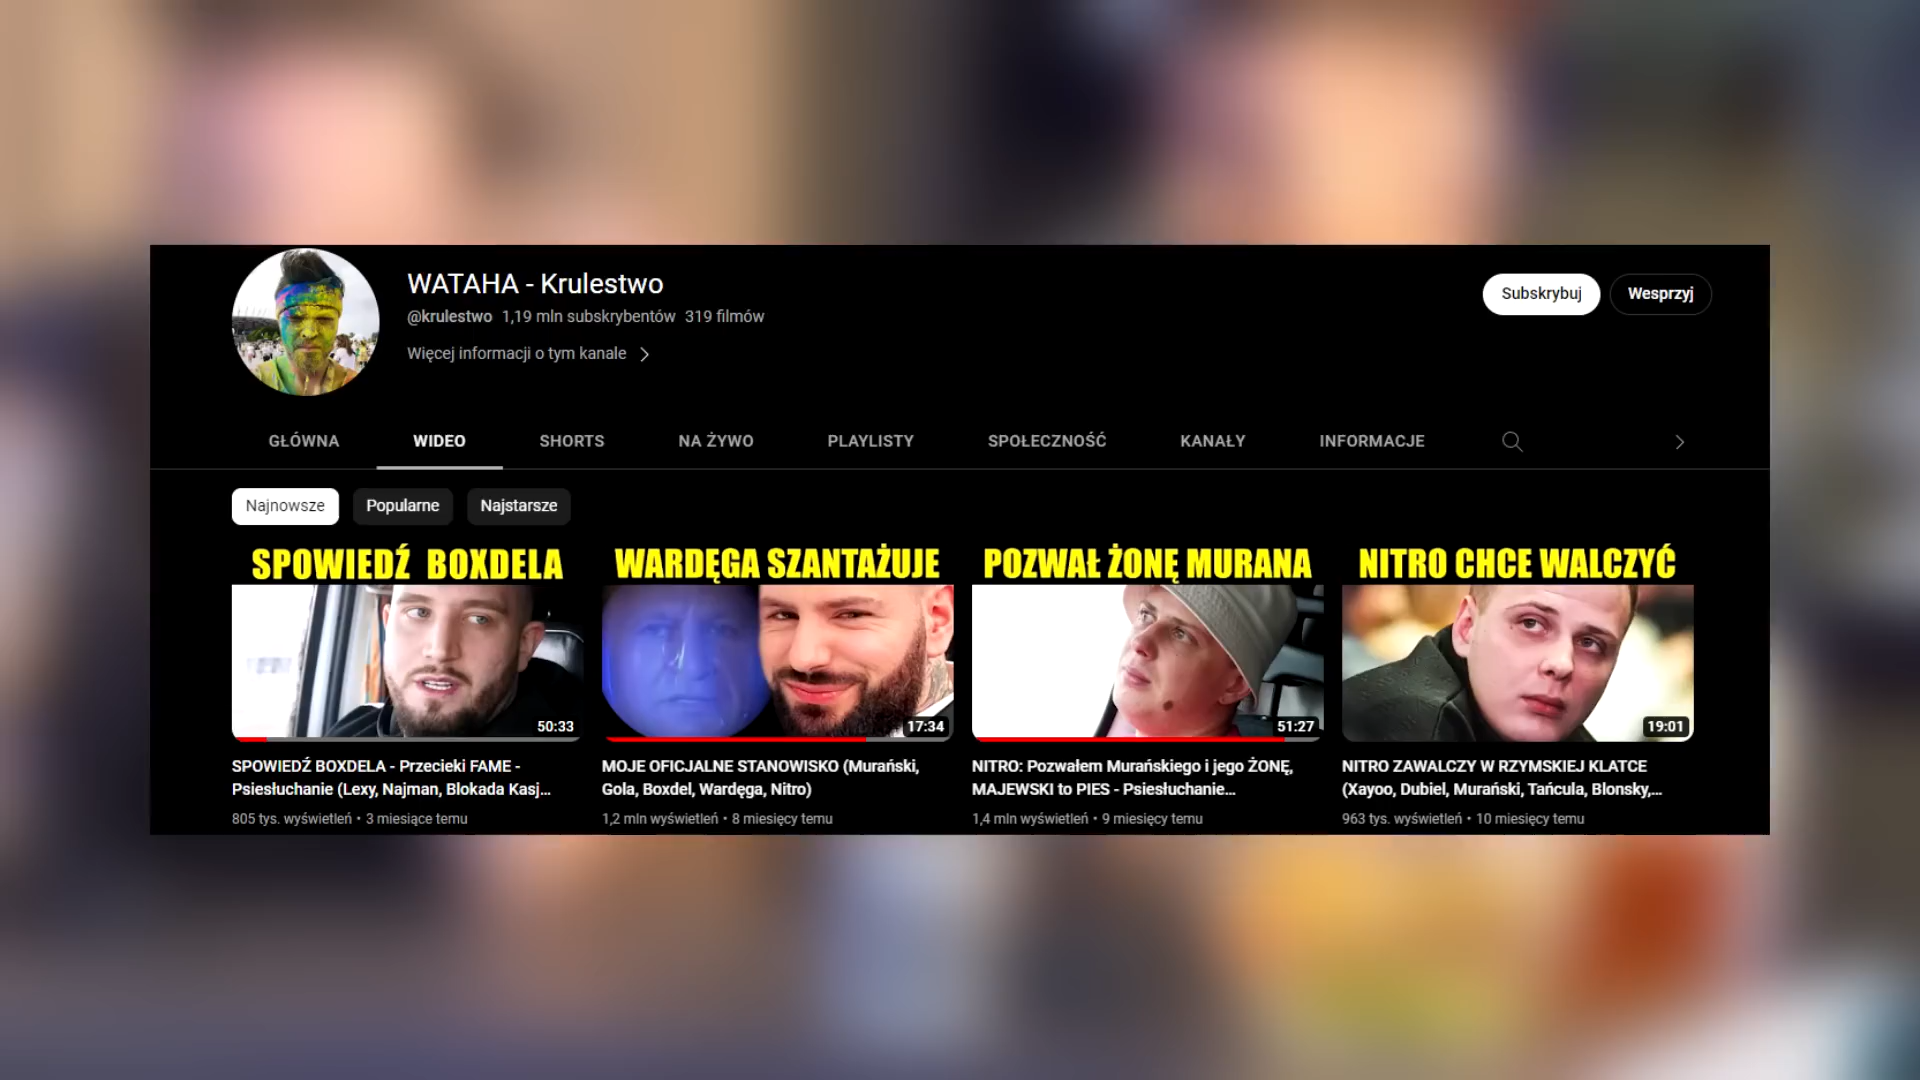 WATAHA - Krulestwo
@krulestwo 1,19 mln subskrybentów 319 filmów
Więcej informacji o tym kanale
Subskrybuj
Wesprzyj
GŁÓWNA WIDEO SHORTS NA ŻYWO PLAYLISTY SPOŁECZNOŚĆ KANAŁY INFORMACJE
Najnowsze Popularne Najstarsze
SPOWIEDŹ BOXDELA
50:33
SPOWIEDŹ BOXDELA - Przecieki FAME -
Psiesłuchanie (Lexy, Najman, Blokada Kasj...
805 tys. wyświetleń • 3 miesiące temu
WARDĘGA SZANTAŻUJE
17:34
MOJE OFICJALNE STANOWISKO (Murański,
Gola, Boxdel, Wardęga, Nitro)
1,2 mln wyświetleń • 8 miesięcy temu
POZWAŁ ŻONĘ MURANA
51:27
NITRO: Pozwałem Murańskiego i jego ŻONĘ,
MAJEWSKI to PIES - Psiesłuchanie...
1,4 mln wyświetleń • 9 miesięcy temu
NITRO CHCE WALCZYĆ
19:01
NITRO ZAWALCZY W RZYMSKIEJ KLATCE
(Xayoo, Dubiel, Murański, Tańcula, Blonsky,...
963 tys. wyświetleń • 10 miesięcy temu